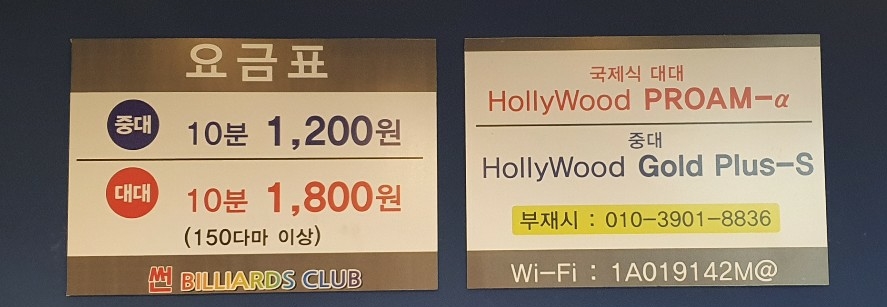 요금표
중대 10분 1,200원
대대 10분 1,800원
(150다마 이상)
썬 BILLIARDS CLUB
국제식 대대
HollyWood PROAM-α
중대
HollyWood Gold Plus-S
부재시 : 010-3901-8836
Wi-Fi : 1A019142M@